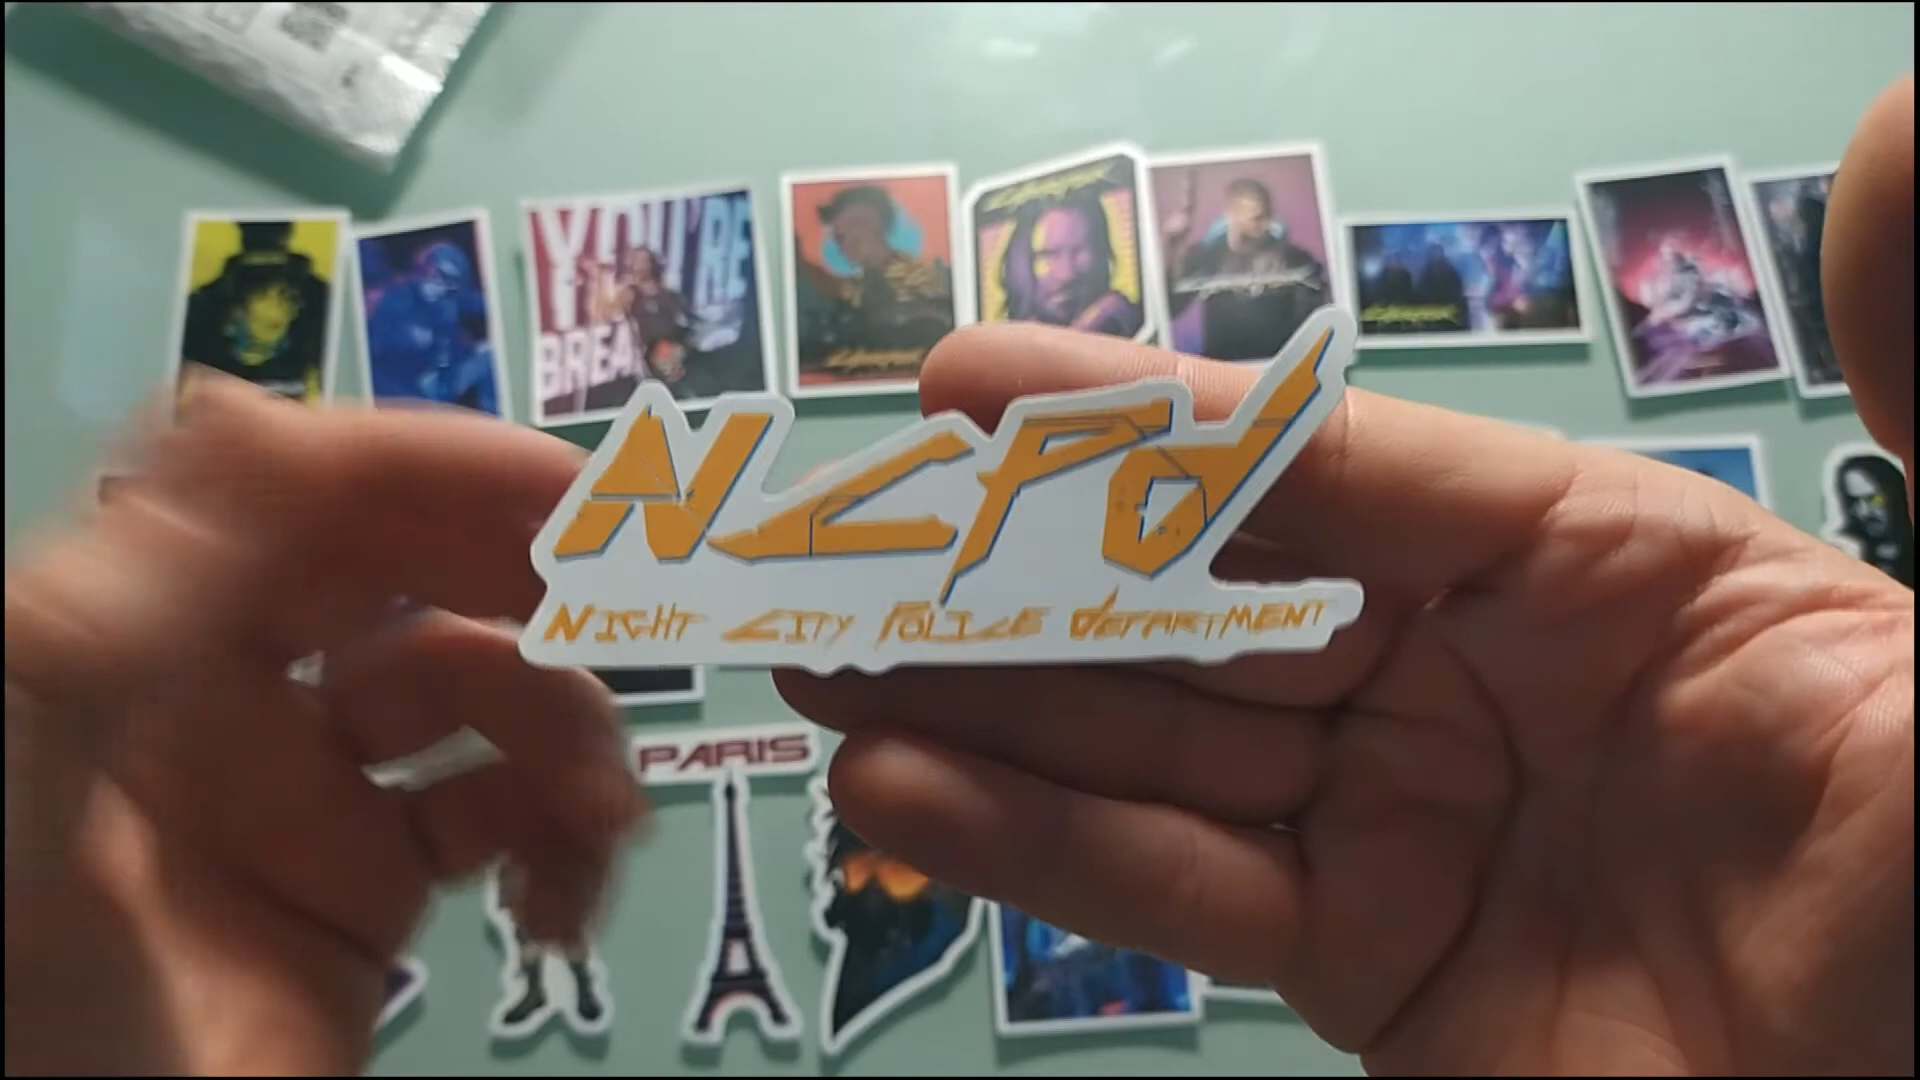 YOU'RE
BREA
NCPd
NIGHT CITY POLICE DEPARTMENT
PARIS